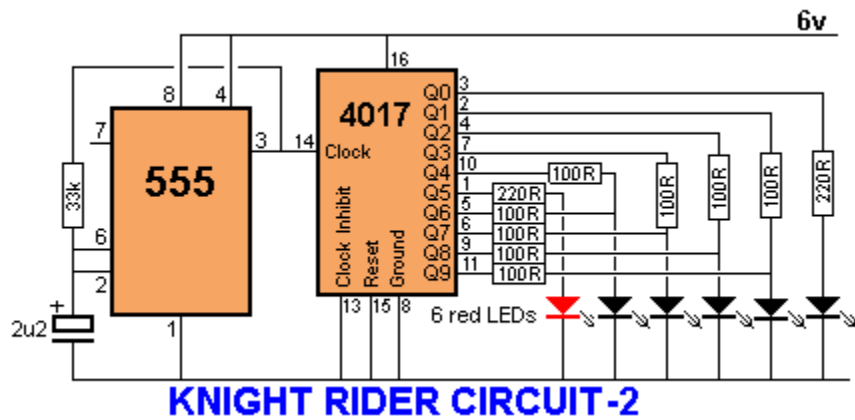 6v
16
8
4
7
3
14
555
33k
6
2
1
+
2u2
4017
Clock
Clock Inhibit
Reset
Ground
13
15
8
Q0
3
Q1
2
Q2
4
Q3
7
Q4
10
Q5
1
Q6
5
Q7
6
Q8
9
Q9
11
100R
220R
100R
100R
100R
100R
100R
100R
100R
220R
6 red LEDs
KNIGHT RIDER CIRCUIT-2